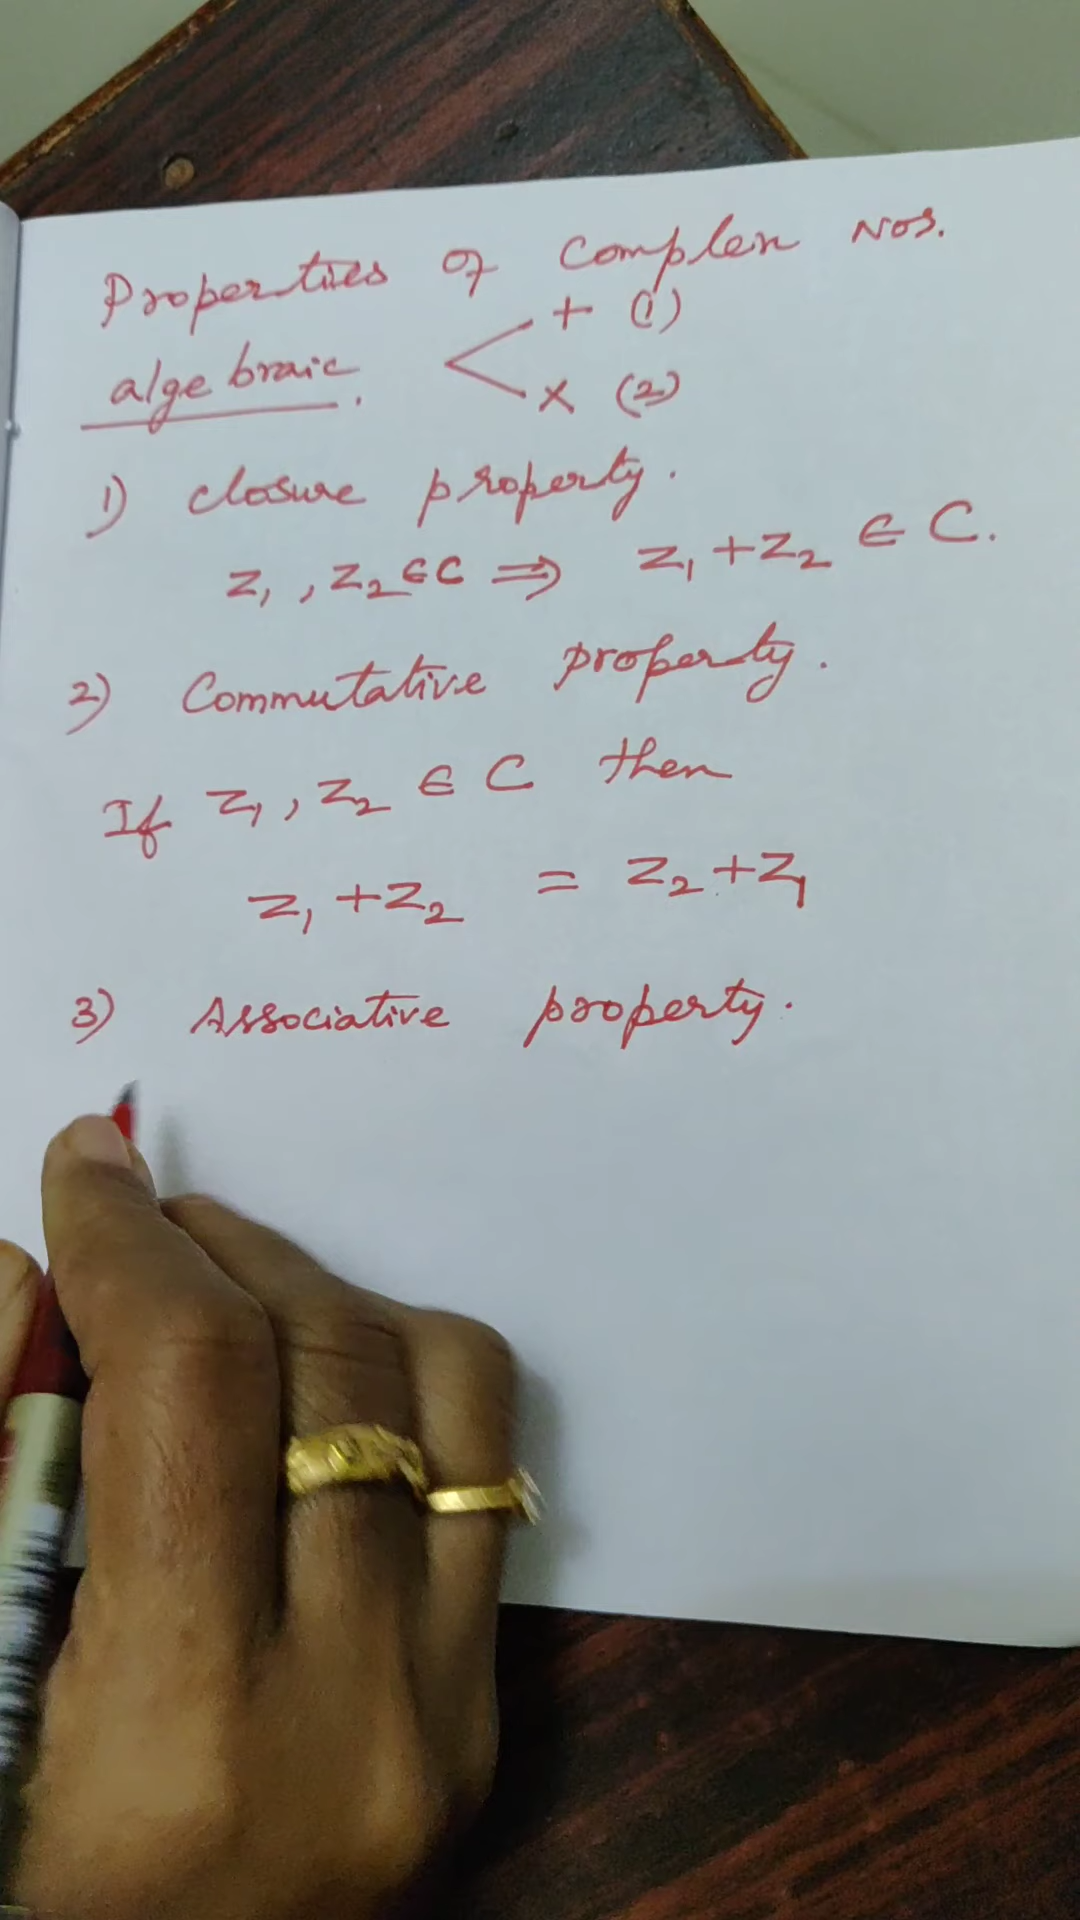 Properties of Complex Nos.
algebraic. < + (1)
× (2)
1) closure property.
z₁, z₂ ∈ C ⇒ z₁ + z₂ ∈ C.
2) Commutative property.
If z₁, z₂ ∈ C then
z₁ + z₂ = z₂ + z₁
3) Associative property.